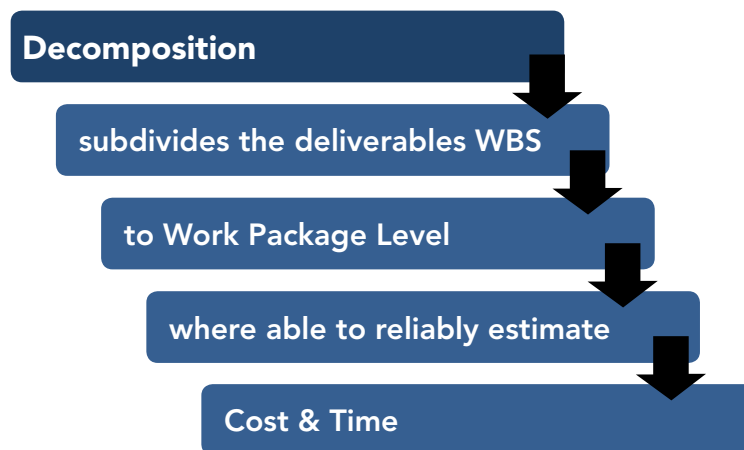 Decomposition
subdivides the deliverables WBS
to Work Package Level
where able to reliably estimate
Cost & Time